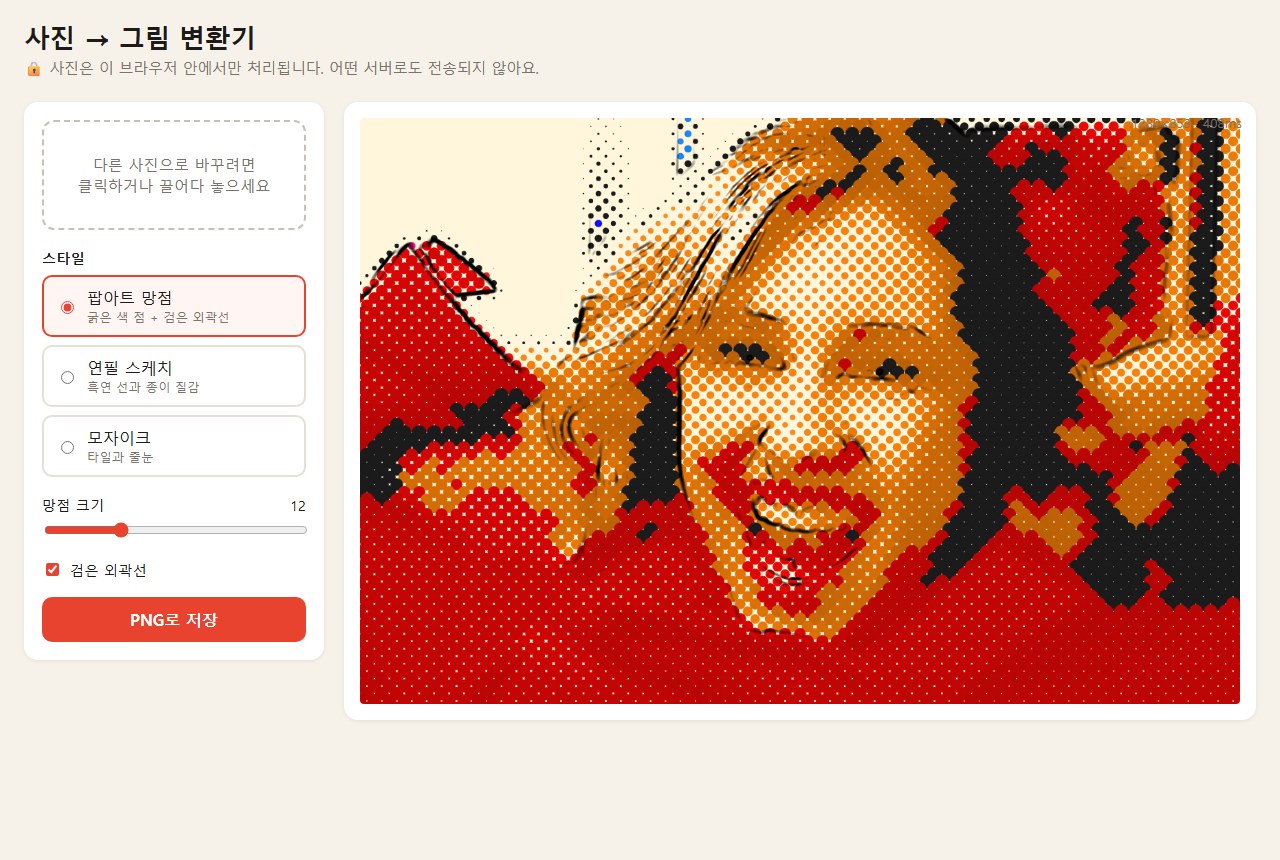 사진 → 그림 변환기
🔒 사진은 이 브라우저 안에서만 처리됩니다. 어떤 서버로도 전송되지 않아요.
다른 사진으로 바꾸려면
클릭하거나 끌어다 놓으세요
스타일
팝아트 망점
굵은 색 점 + 검은 외곽선
연필 스케치
흑연 선과 종이 질감
모자이크
타일과 줄눈
망점 크기 12
검은 외곽선
PNG로 저장